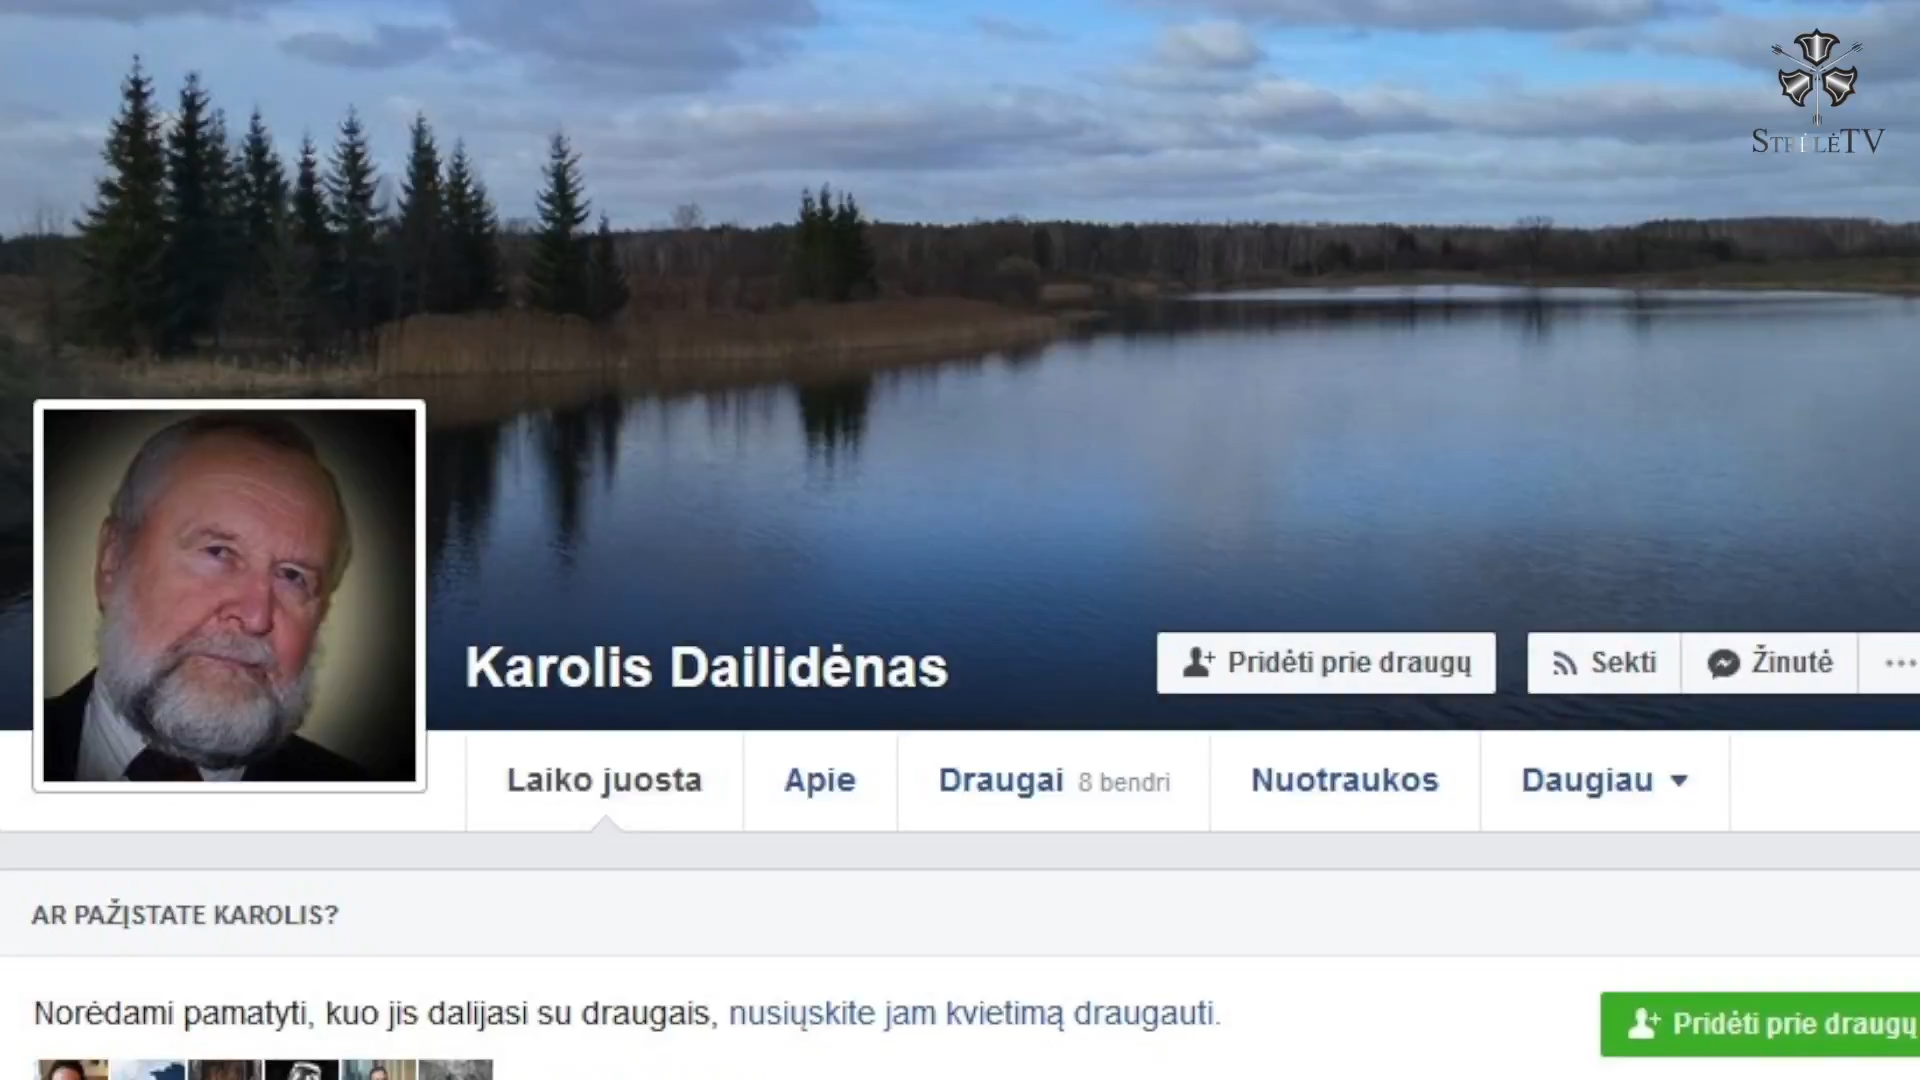 StrėlėTV
Karolis Dailidėnas
Pridėti prie draugų
Sekti
Žinutė
Laiko juosta
Apie
Draugai 8 bendri
Nuotraukos
Daugiau
AR PAŽĮSTATE KAROLIS?
Norėdami pamatyti, kuo jis dalijasi su draugais, nusiųskite jam kvietimą draugauti.
Pridėti prie draugų